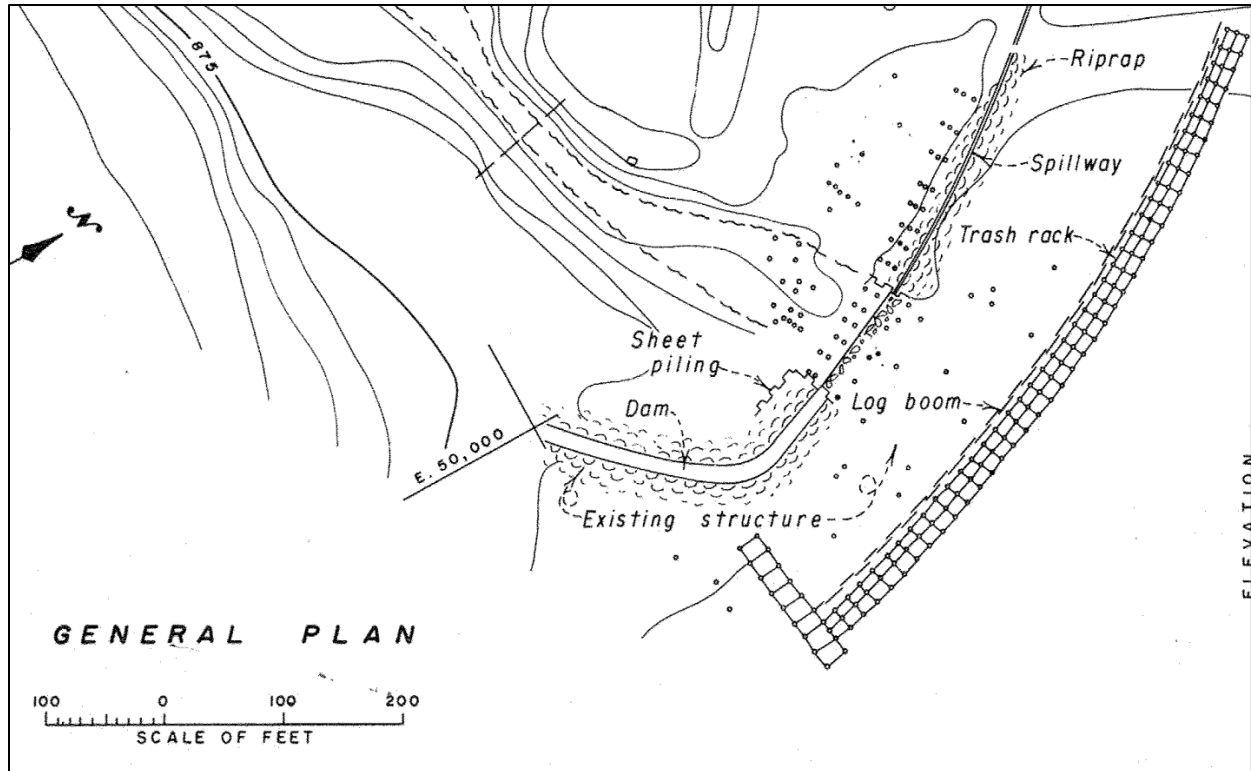 875
Riprap
Spillway
N
Trash rack
Sheet
piling
Dam
Log boom
E. 50,000
Existing structure
ELEVATION
GENERAL PLAN
100 0 100 200
SCALE OF FEET